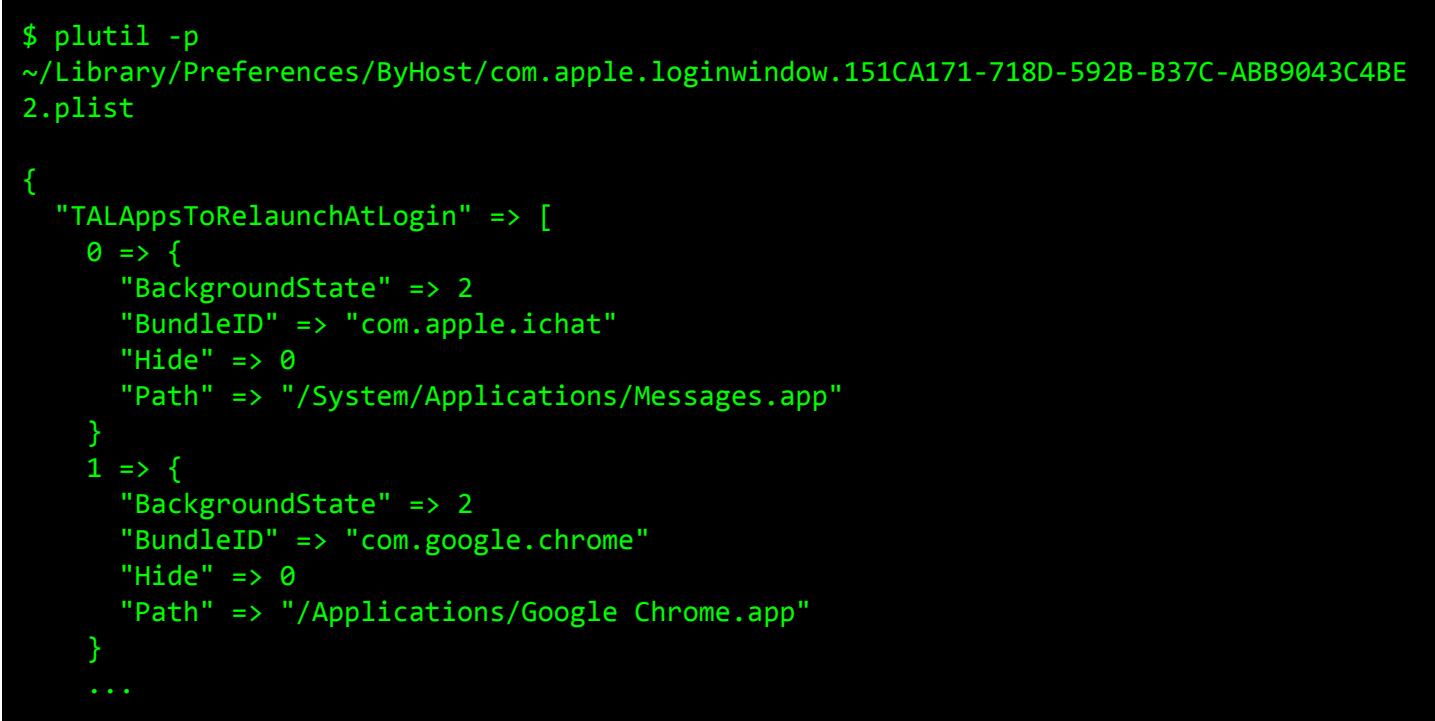 $ plutil -p
~/Library/Preferences/ByHost/com.apple.loginwindow.151CA171-718D-592B-B37C-ABB9043C4BE
2.plist

{
  "TALAppsToRelaunchAtLogin" => [
    0 => {
      "BackgroundState" => 2
      "BundleID" => "com.apple.ichat"
      "Hide" => 0
      "Path" => "/System/Applications/Messages.app"
    }
    1 => {
      "BackgroundState" => 2
      "BundleID" => "com.google.chrome"
      "Hide" => 0
      "Path" => "/Applications/Google Chrome.app"
    }
    ...